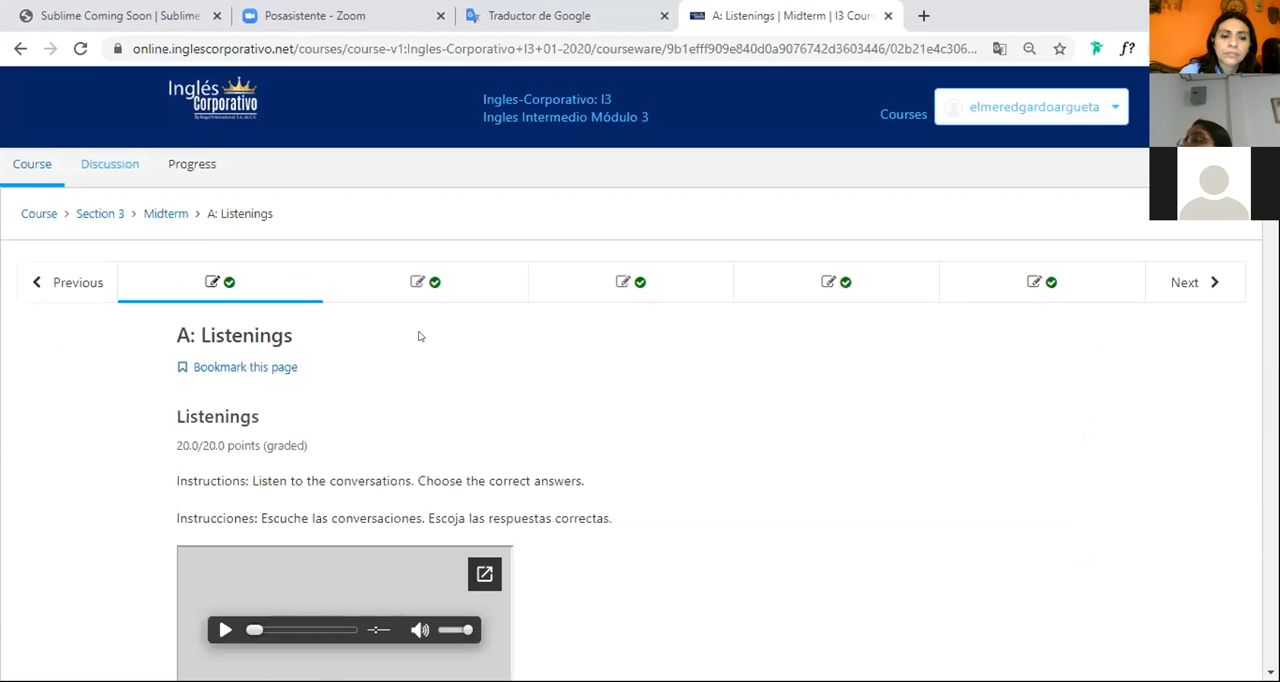 Coming Soon | Sublime
Posasistente - Zoom
Traductor de Google
A: Listenings | Midterm | I3 Cour
online.inglescorporativo.net/courses/course-v1:Ingles-Corporativo+I3+01-2020/courseware/9b1efff909e840d0a9076742d3603446/02b21e4c306...
f?
Inglés
Corporativo
Ingles-Corporativo: I3
Ingles Intermedio Módulo 3
Courses
elmeredgardoargueta
Course
Discussion
Progress
Course > Section 3 > Midterm > A: Listenings
Previous
Next
A: Listenings
Bookmark this page
Listenings
20.0/20.0 points (graded)
Instructions: Listen to the conversations. Choose the correct answers.
Instrucciones: Escuche las conversaciones. Escoja las respuestas correctas.